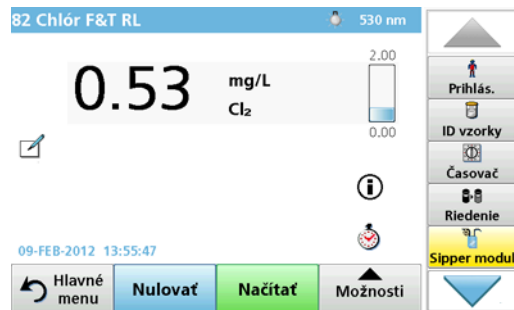 82 Chlór F&T RL
530 nm
2.00
0.53
mg/L
Cl₂
0.00
09-FEB-2012 13:55:47
Hlavné
menu
Nulovať
Načítať
Možnosti
Prihlás.
ID vzorky
Časovač
Riedenie
Sipper modul